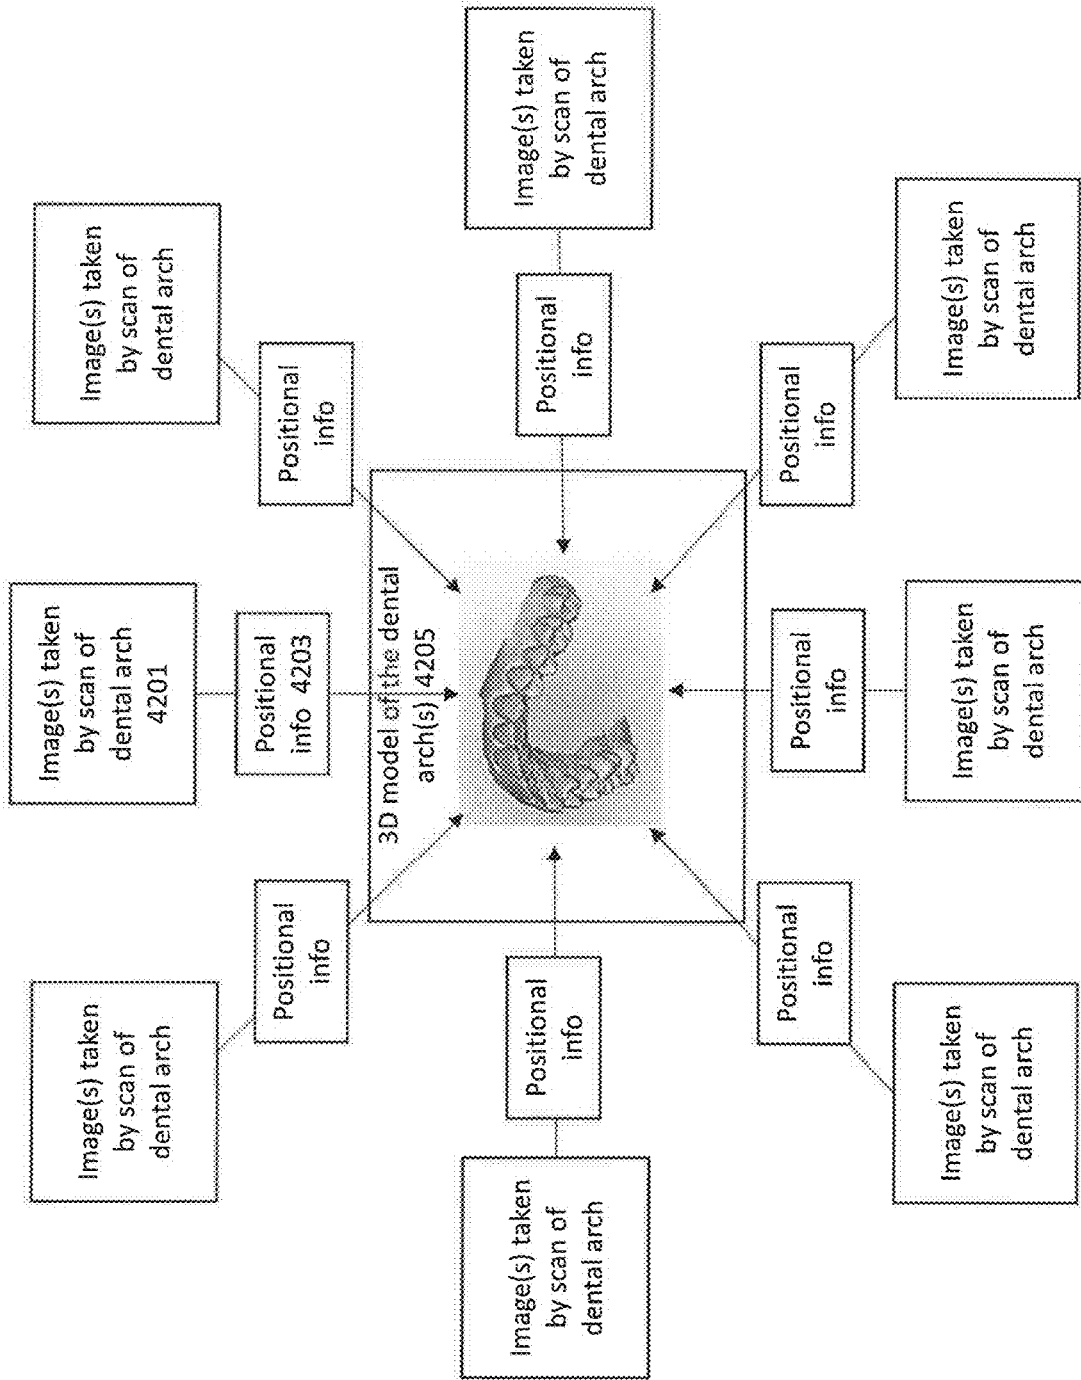 Image(s) taken
by scan of
dental arch
Image(s) taken
by scan of
dental arch
4201
Image(s) taken
by scan of
dental arch
Positional
info
Positional
info 4203
Positional
info
3D model of the dental
arch(s) 4205
Image(s) taken
by scan of
dental arch
Positional
info
Positional
info
Image(s) taken
by scan of
dental arch
Positional
info
Positional
info
Positional
info
Image(s) taken
by scan of
dental arch
Image(s) taken
by scan of
dental arch
Image(s) taken
by scan of
dental arch